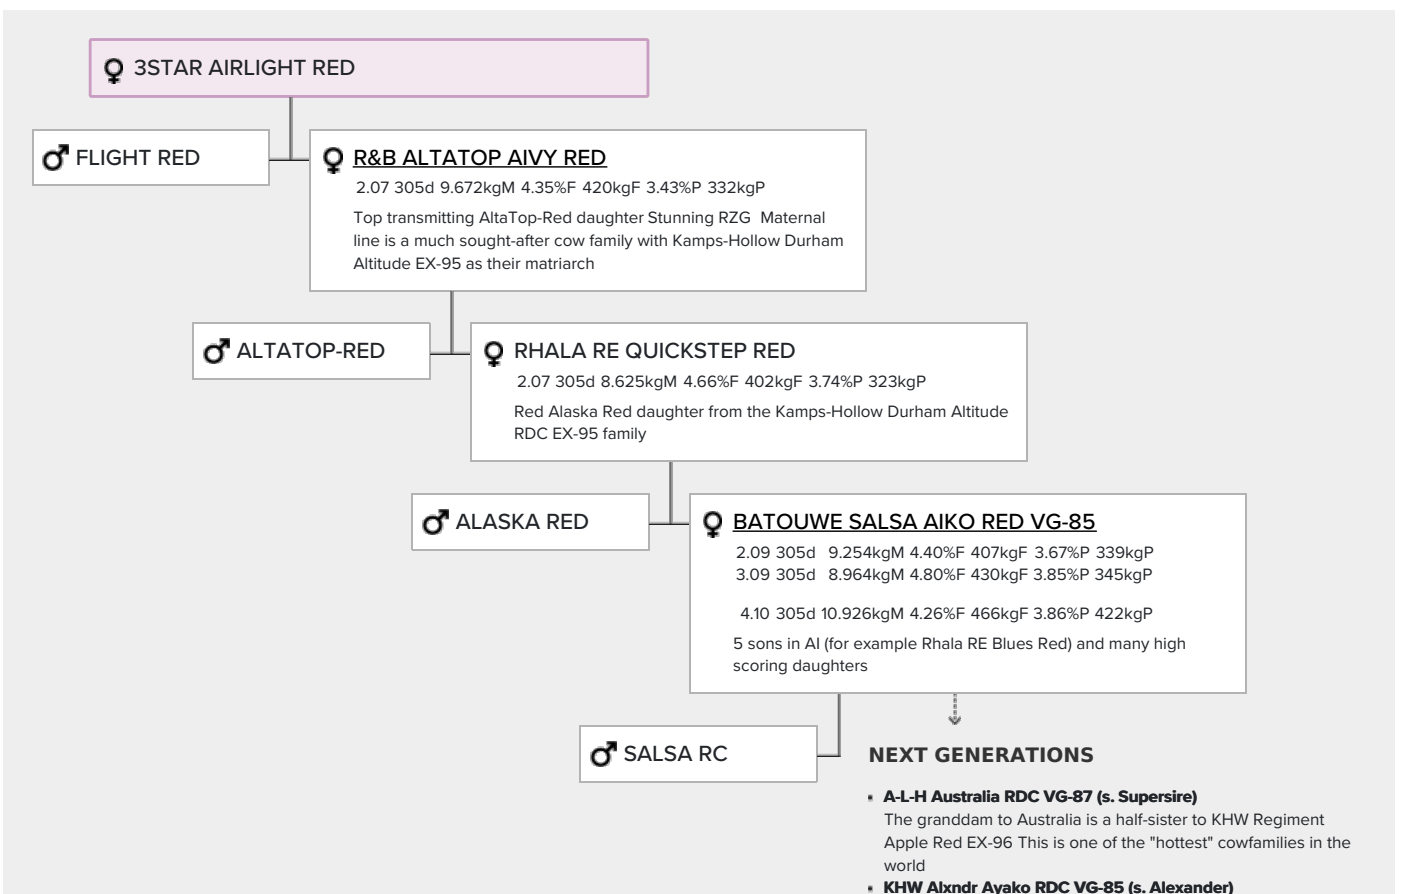 3STAR AIRLIGHT RED
FLIGHT RED
R&B ALTATOP AIVY RED
2.07 305d 9.672kgM 4.35%F 420kgF 3.43%P 332kgP
Top transmitting AltaTop-Red daughter Stunning RZG Maternal
line is a much sought-after cow family with Kamps-Hollow Durham
Altitude EX-95 as their matriarch
ALTATOP-RED
RHALA RE QUICKSTEP RED
2.07 305d 8.625kgM 4.66%F 402kgF 3.74%P 323kgP
Red Alaska Red daughter from the Kamps-Hollow Durham Altitude
RDC EX-95 family
ALASKA RED
BATOUWE SALSA AIKO RED VG-85
2.09 305d 9.254kgM 4.40%F 407kgF 3.67%P 339kgP
3.09 305d 8.964kgM 4.80%F 430kgF 3.85%P 345kgP
4.10 305d 10.926kgM 4.26%F 466kgF 3.86%P 422kgP
5 sons in AI (for example Rhala RE Blues Red) and many high
scoring daughters
SALSA RC
NEXT GENERATIONS
A-L-H Australia RDC VG-87 (s. Supersire)
The granddam to Australia is a half-sister to KHW Regiment
Apple Red EX-96 This is one of the "hottest" cowfamilies in the
world
KHW Alxndr Ayako RDC VG-85 (s. Alexander)